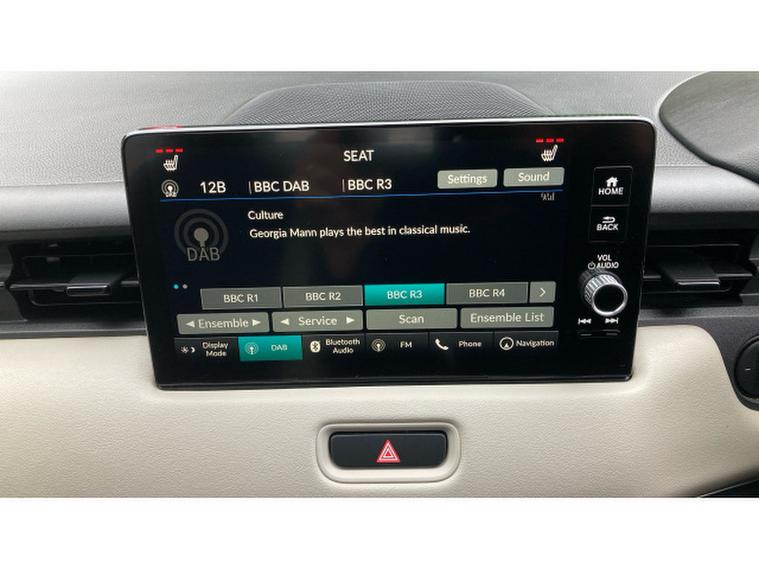 SEAT
DAB 12B | BBC DAB | BBC R3 Settings Sound
Culture
Georgia Mann plays the best in classical music.
DAB
BBC R1 BBC R2 BBC R3 BBC R4 >
◀ Ensemble ▶ ◀ Service ▶ Scan Ensemble List
Display Mode DAB Bluetooth Audio FM Phone Navigation
HOME
BACK
VOL
AUDIO